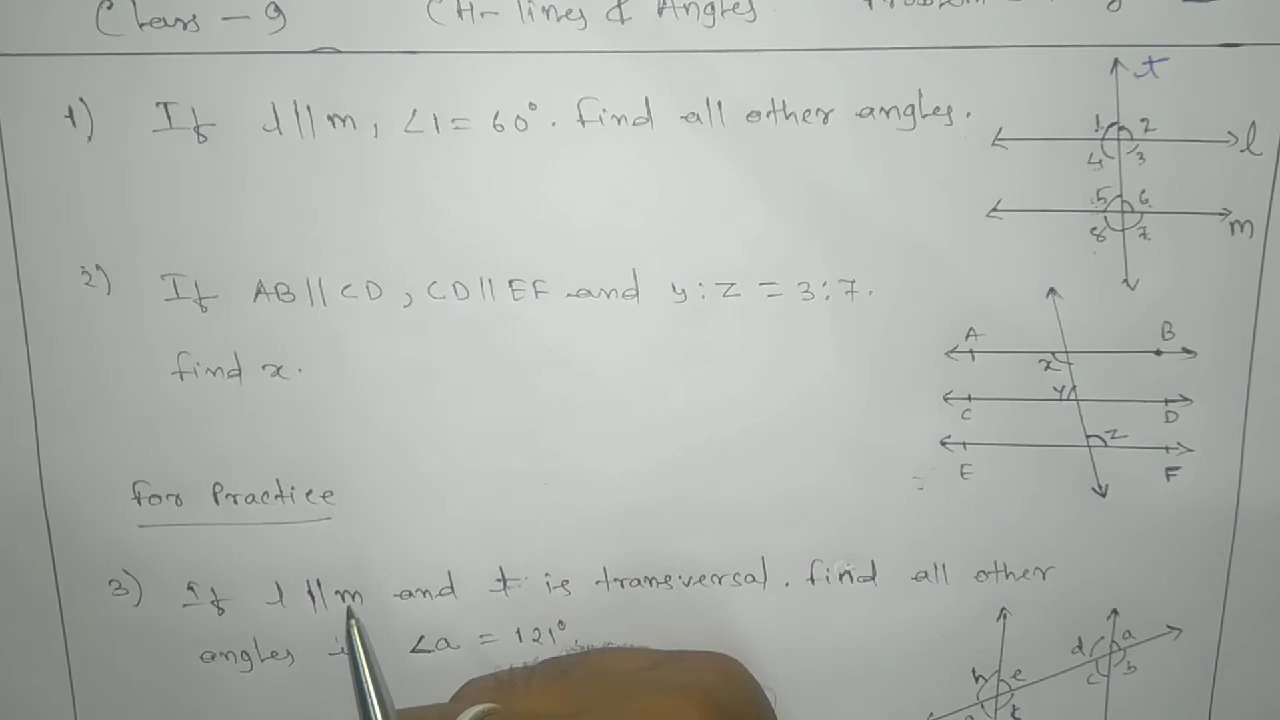 Class - 9 CH- lines & Angles
1) If l||m, ∠1 = 60°. find all other angles.
t
1 2
l
4 3
5 6
m
8 7
2) If AB||CD, CD||EF and y:z = 3:7.
find x.
A B
x
y
C D
z
E F
for Practice
3) If l||m and t is transversal. find all other
angles ∠a = 121°
d a
b
c
h e